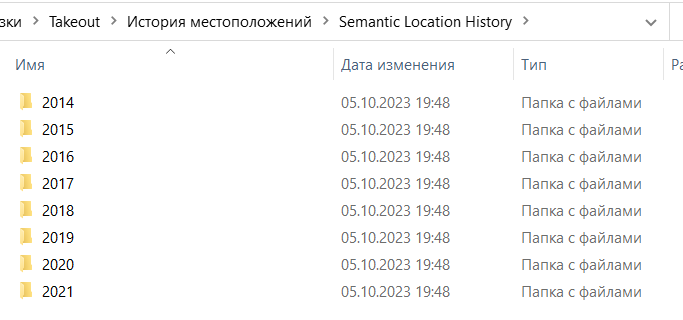 зки > Takeout > История местоположений > Semantic Location History >
Имя Дата изменения Тип Ра
2014 05.10.2023 19:48 Папка с файлами
2015 05.10.2023 19:48 Папка с файлами
2016 05.10.2023 19:48 Папка с файлами
2017 05.10.2023 19:48 Папка с файлами
2018 05.10.2023 19:48 Папка с файлами
2019 05.10.2023 19:48 Папка с файлами
2020 05.10.2023 19:48 Папка с файлами
2021 05.10.2023 19:48 Папка с файлами